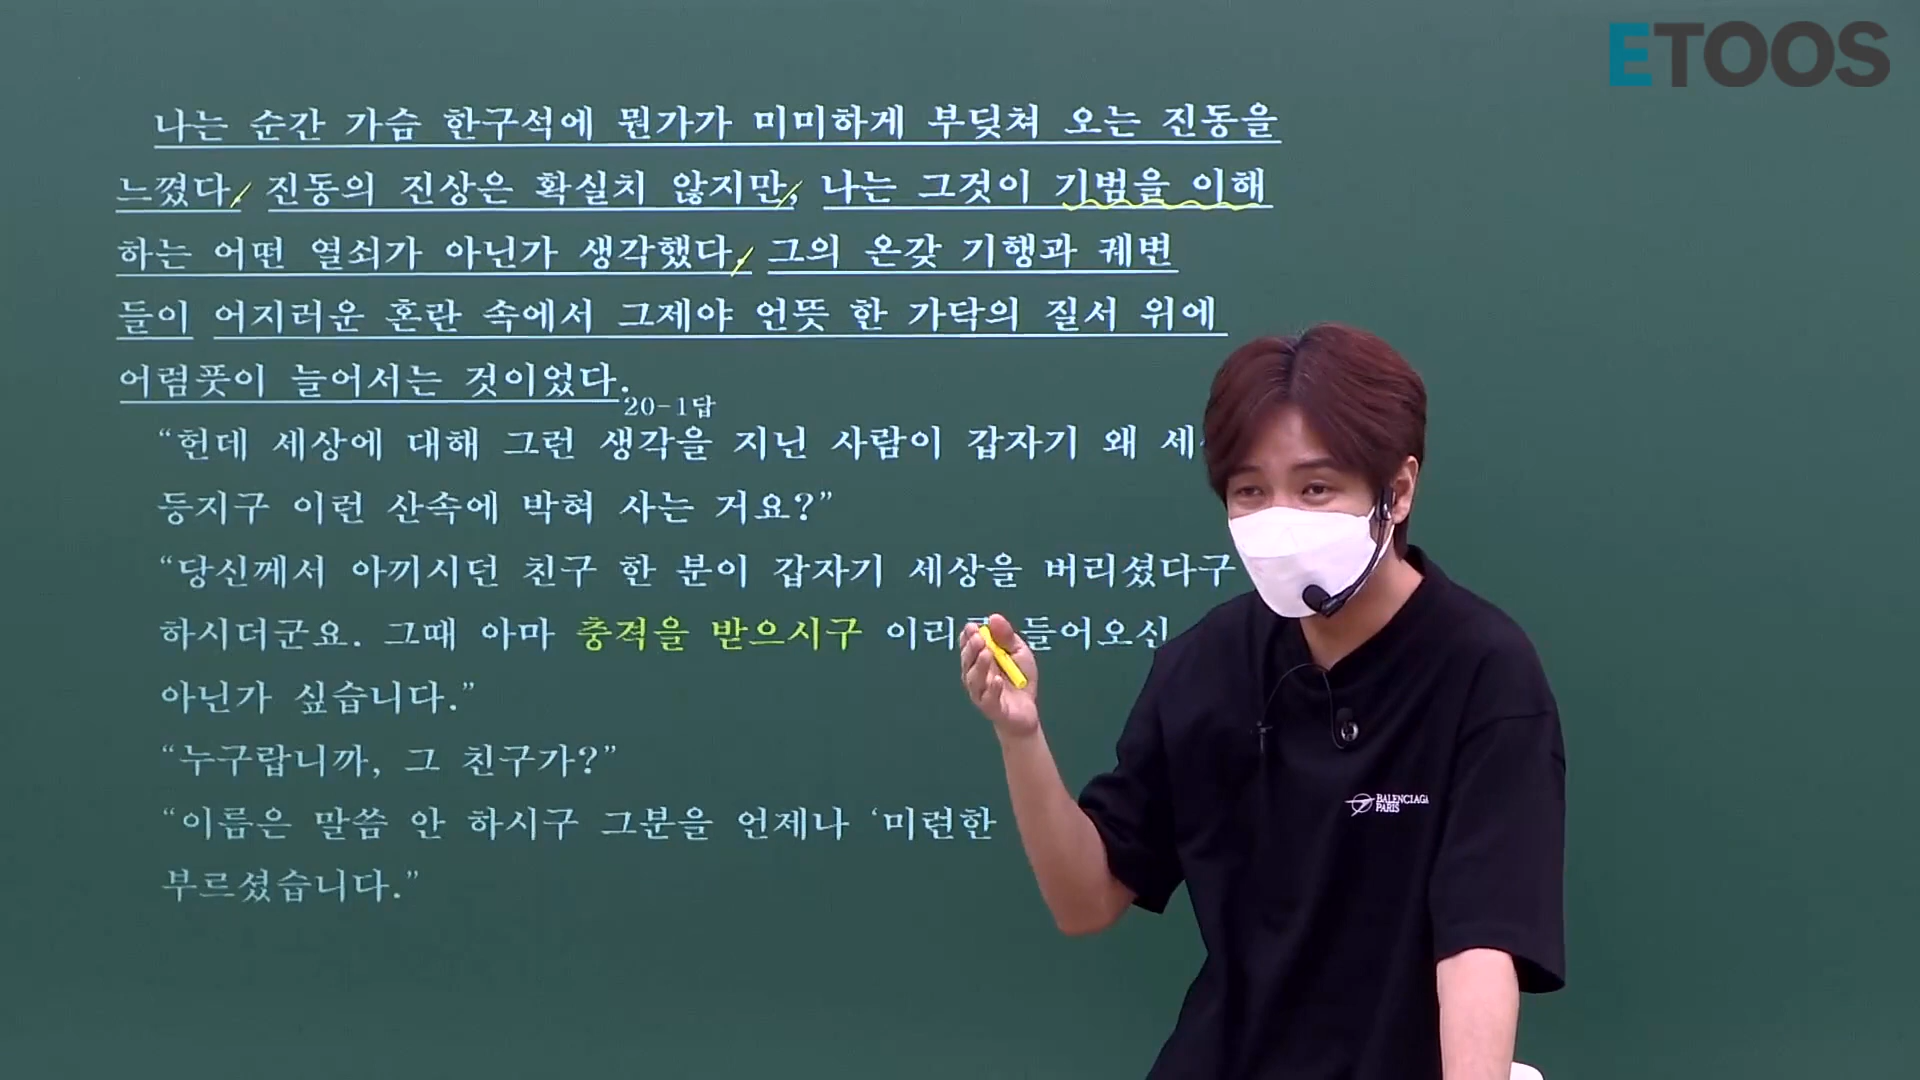 ETOOS
나는 순간 가슴 한구석에 뭔가가 미미하게 부딪쳐 오는 진동을
느꼈다. 진동의 진상은 확실치 않지만, 나는 그것이 기범을 이해
하는 어떤 열쇠가 아닌가 생각했다. 그의 온갖 기행과 궤변
들이 어지러운 혼란 속에서 그제야 언뜻 한 가닥의 질서 위에
어렴풋이 늘어서는 것이었다.
20-1답
“헌데 세상에 대해 그런 생각을 지닌 사람이 갑자기 왜
등지구 이런 산속에 박혀 사는 거요?”
“당신께서 아끼시던 친구 한 분이 갑자기 세상을 버리셨다구
하시더군요. 그때 아마 충격을 받으시구 들어오신
아닌가 싶습니다.”
“누구랍니까, 그 친구가?”
“이름은 말씀 안 하시구 그분을 언제나 ‘미련한
부르셨습니다.”
BALENCIAGA
PARIS